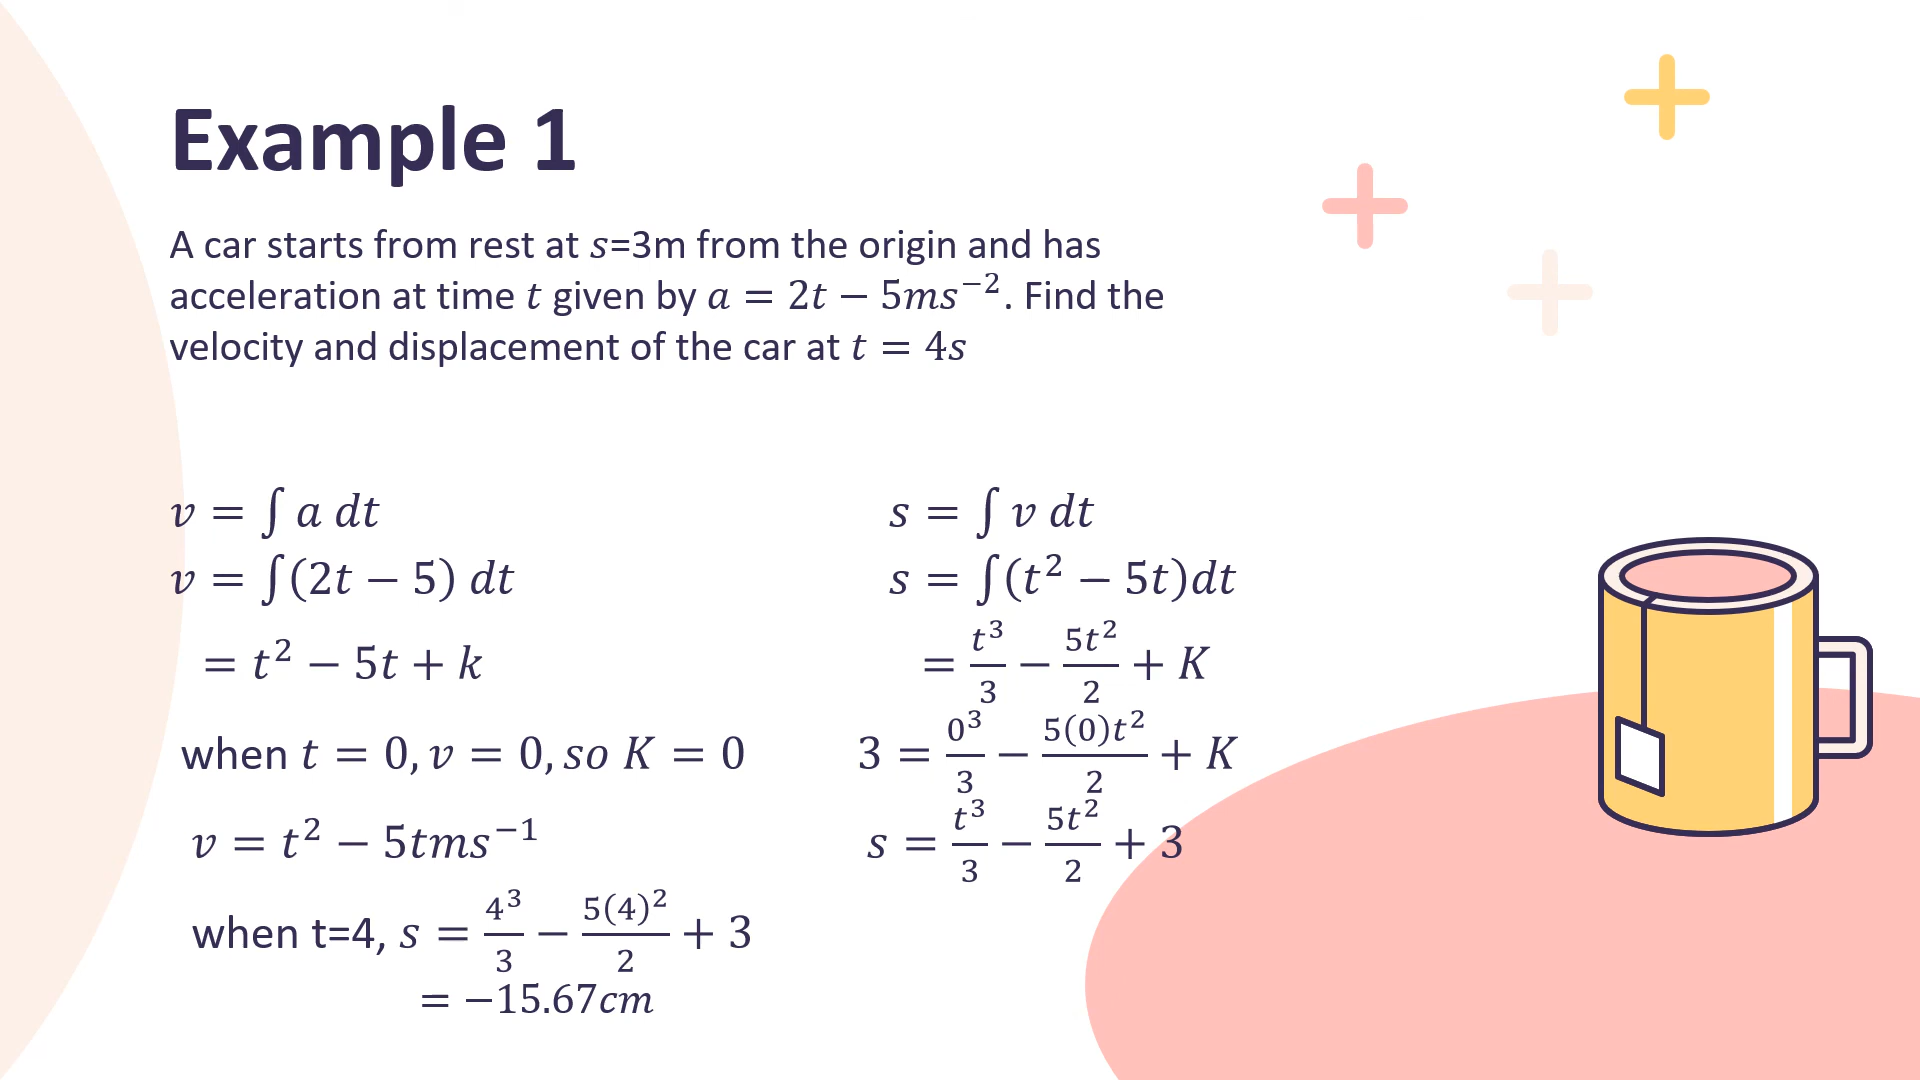 Example 1
A car starts from rest at s=3m from the origin and has
acceleration at time t given by a = 2t − 5ms⁻². Find the
velocity and displacement of the car at t = 4s
v = ∫ a dt
v = ∫(2t − 5) dt
= t² − 5t + k
when t = 0, v = 0, so K = 0
v = t² − 5tms⁻¹
when t=4, s = 4³/3 − 5(4)²/2 + 3
= −15.67cm
s = ∫ v dt
s = ∫(t² − 5t)dt
= t³/3 − 5t²/2 + K
3 = 0³/3 − 5(0)t²/2 + K
s = t³/3 − 5t²/2 + 3